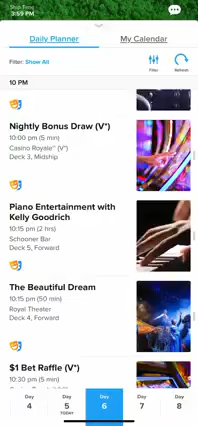 Ship Time
3:59 PM
Daily Planner
My Calendar
Filter: Show All
Filter
Refresh
10 PM
Nightly Bonus Draw (V*)
10:00 pm (5 min)
Casino Royale℠ (V*)
Deck 3, Midship
Piano Entertainment with
Kelly Goodrich
10:15 pm (2 hrs)
Schooner Bar
Deck 5, Forward
The Beautiful Dream
10:15 pm (50 min)
Royal Theater
Deck 4, Forward
$1 Bet Raffle (V*)
10:30 pm (5 min)
Day
4
Day
5
TODAY
Day
6
Day
7
Day
8